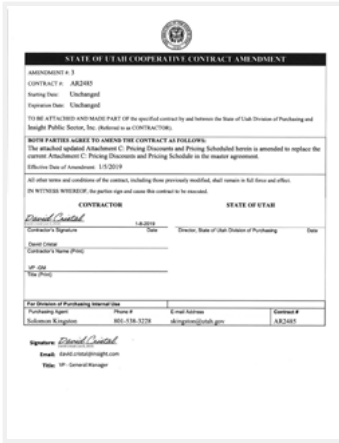 STATE OF UTAH COOPERATIVE CONTRACT AMENDMENT
AMENDMENT #: 3
CONTRACT #: AR2485
Starting Date: Unchanged
Expiration Date: Unchanged
TO BE ATTACHED AND MADE PART OF the specified contract by and between the State of Utah Division of Purchasing and
Insight Public Sector, Inc. (Referred to as CONTRACTOR).
BOTH PARTIES AGREE TO AMEND THE CONTRACT AS FOLLOWS:
The attached updated Attachment C: Pricing Discounts and Pricing Scheduled herein is amended to replace the
current Attachment C: Pricing Discounts and Pricing Schedule in the master agreement.
Effective Date of Amendment: 1/5/2019
All other terms and conditions of the contract, including those previously modified, shall remain in full force and effect.
IN WITNESS WHEREOF, the parties sign and cause this contract to be executed.
CONTRACTOR STATE OF UTAH
David Cristal 1-8-2019
Contractor's Signature Date Director, State of Utah Division of Purchasing Date
David Cristal
Contractor's Name (Print)
VP -GM
Title (Print)
For Division of Purchasing Internal Use
Purchasing Agent Phone # E-mail Address Contract #
Solomon Kingston 801-538-3228 skingston@utah.gov AR2485
Signature: David Cristal
Email: david.cristal@insight.com
Title: VP - General Manager